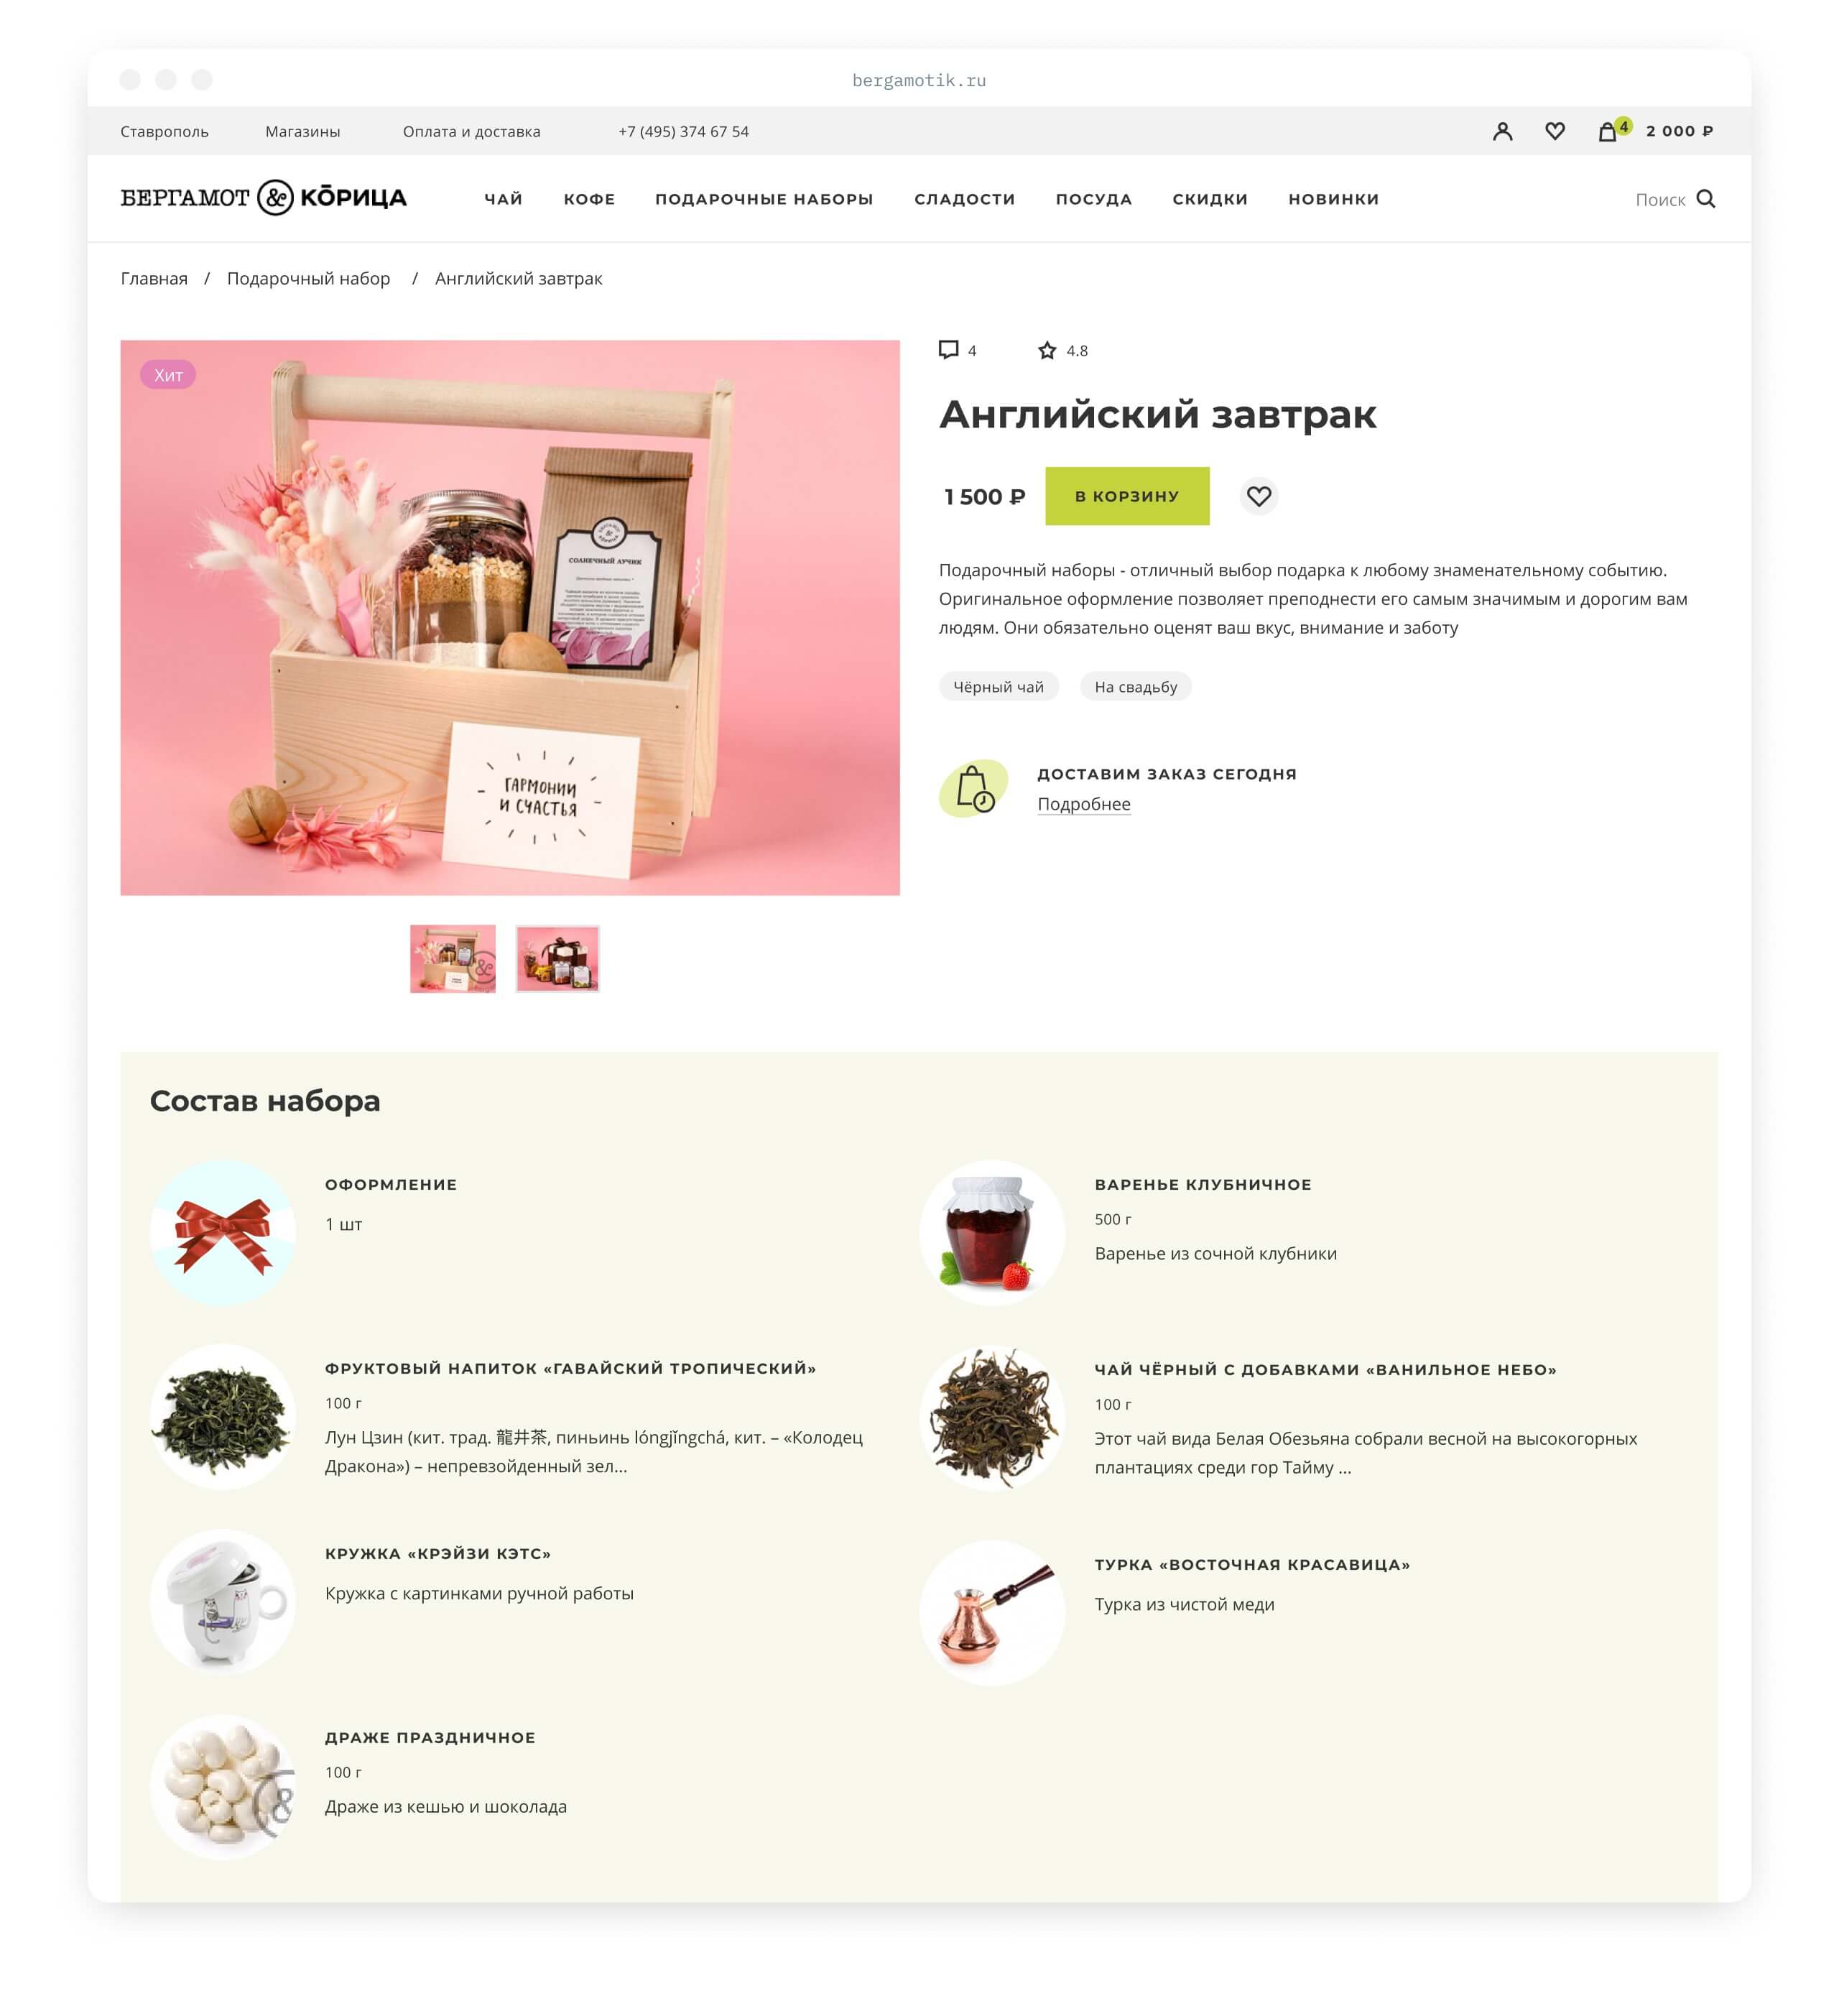 bergamotik.ru
Ставрополь Магазины Оплата и доставка +7 (495) 374 67 54 4 2 000 ₽
БЕРГАМОТ & КŌРИЦА ЧАЙ КОФЕ ПОДАРОЧНЫЕ НАБОРЫ СЛАДОСТИ ПОСУДА СКИДКИ НОВИНКИ Поиск
Главная / Подарочный набор / Английский завтрак
Хит
СОЛНЕЧНЫЙ ЛУЧИК
ГАРМОНИИ
И СЧАСТЬЯ
4 4.8
Английский завтрак
1 500 ₽ В КОРЗИНУ
Подарочный наборы - отличный выбор подарка к любому знаменательному событию.
Оригинальное оформление позволяет преподнести его самым значимым и дорогим вам
людям. Они обязательно оценят ваш вкус, внимание и заботу
Чёрный чай На свадьбу
ДОСТАВИМ ЗАКАЗ СЕГОДНЯ
Подробнее
Состав набора
ОФОРМЛЕНИЕ
1 шт
ВАРЕНЬЕ КЛУБНИЧНОЕ
500 г
Варенье из сочной клубники
ФРУКТОВЫЙ НАПИТОК «ГАВАЙСКИЙ ТРОПИЧЕСКИЙ»
100 г
Лун Цзин (кит. трад. 龍井茶, пиньинь lóngjǐngchá, кит. – «Колодец
Дракона») – непревзойденный зел...
ЧАЙ ЧЁРНЫЙ С ДОБАВКАМИ «ВАНИЛЬНОЕ НЕБО»
100 г
Этот чай вида Белая Обезьяна собрали весной на высокогорных
плантациях среди гор Тайму ...
КРУЖКА «КРЭЙЗИ КЭТС»
Кружка с картинками ручной работы
ТУРКА «ВОСТОЧНАЯ КРАСАВИЦА»
Турка из чистой меди
ДРАЖЕ ПРАЗДНИЧНОЕ
100 г
Драже из кешью и шоколада
&